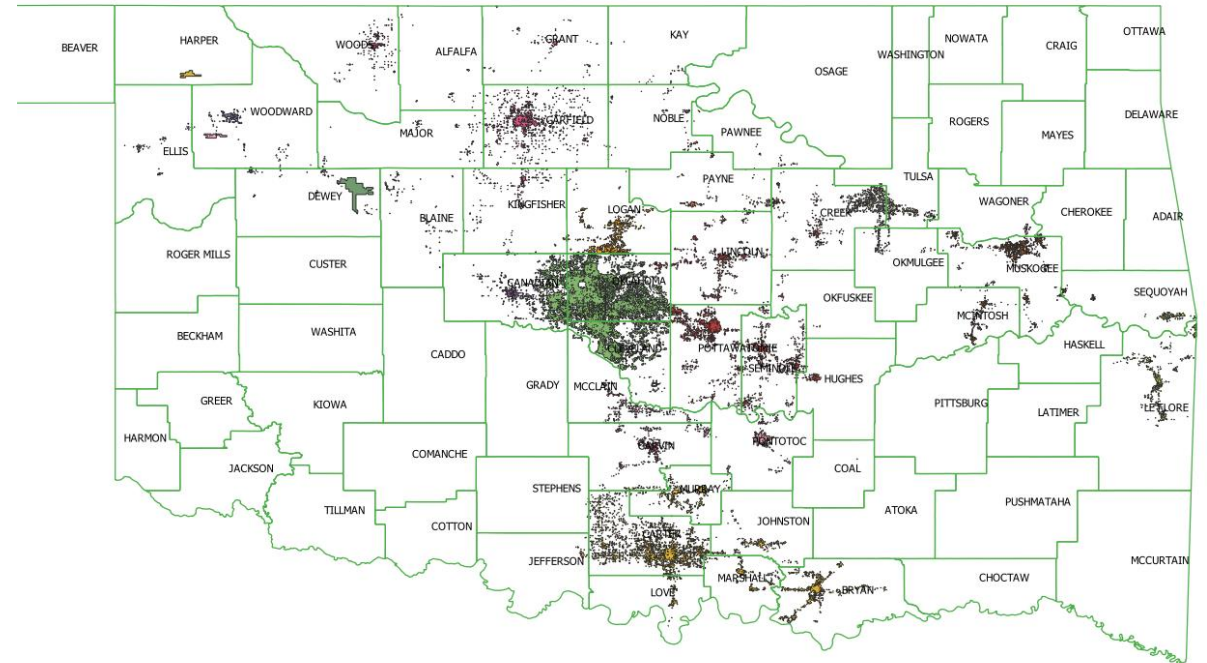 OTTAWA
KAY
NOWATA
GRANT
HARPER
WOODS
CRAIG
BEAVER
ALFALFA
WASHINGTON
OSAGE
WOODWARD
DELAWARE
NOBLE
GARFIELD
ROGERS
MAJOR
PAWNEE
MAYES
ELLIS
TULSA
PAYNE
DEWEY
WAGONER
KINGFISHER
LOGAN
CREEK
CHEROKEE
BLAINE
ADAIR
LINCOLN
ROGER MILLS
OKMULGEE
CUSTER
MUSKOGEE
CANADIAN
OKLAHOMA
SEQUOYAH
OKFUSKEE
MCINTOSH
WASHITA
BECKHAM
HASKELL
CLEVELAND
POTTAWATOMIE
CADDO
SEMINOLE
HUGHES
GRADY
MCCLAIN
GREER
PITTSBURG
KIOWA
LEFLORE
LATIMER
HARMON
PONTOTOC
GARVIN
COMANCHE
JACKSON
COAL
STEPHENS
MURRAY
PUSHMATAHA
TILLMAN
ATOKA
JOHNSTON
COTTON
CARTER
JEFFERSON
MCCURTAIN
MARSHALL
CHOCTAW
BRYAN
LOVE